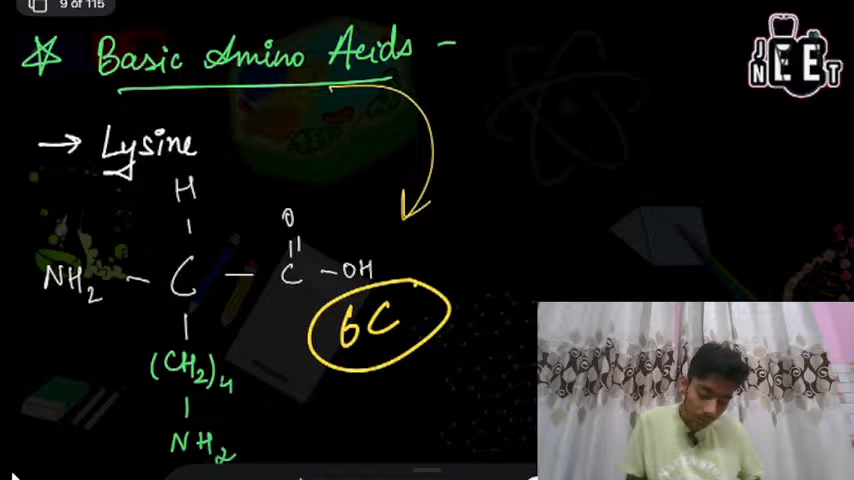 9 of 115
☆ Basic Amino Acids -
J NEET
→ Lysine
H
O
NH2 - C - C - OH
6C
(CH2)4
NH2